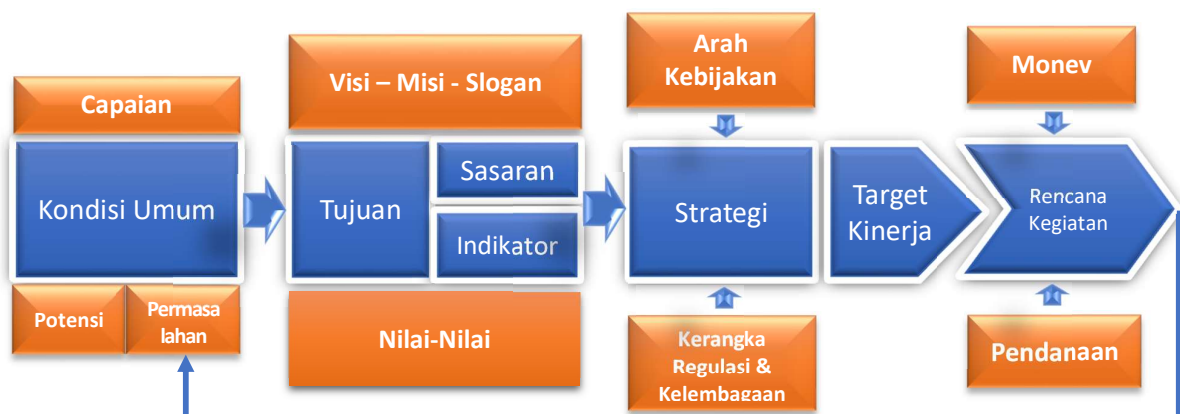 Capaian
Kondisi Umum
Potensi
Permasa
lahan
Visi – Misi - Slogan
Tujuan
Sasaran
Indikator
Nilai-Nilai
Arah
Kebijakan
Strategi
Kerangka
Regulasi &
Kelembagaan
Target
Kinerja
Monev
Rencana
Kegiatan
Pendanaan